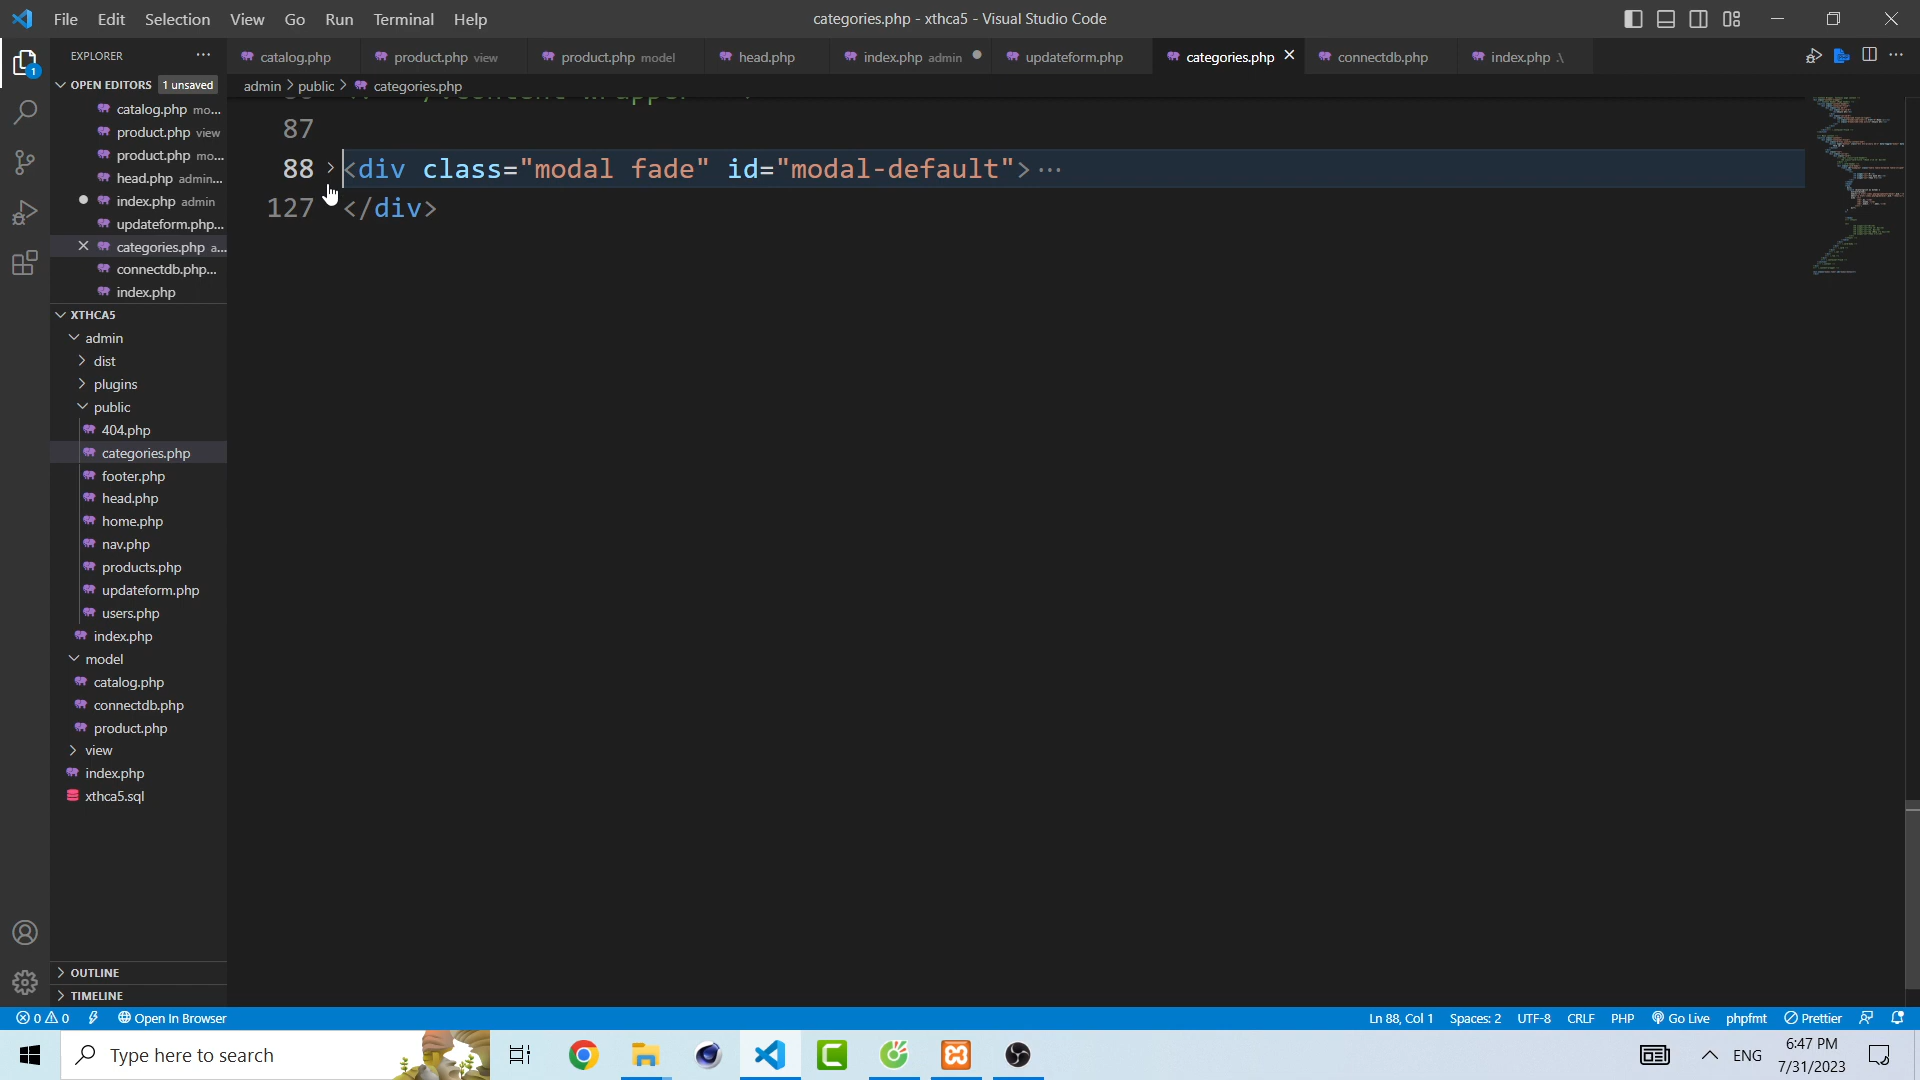 File Edit Selection View Go Run Terminal Help
categories.php - xthca5 - Visual Studio Code
EXPLORER
catalog.php
product.php view
product.php model
head.php
index.php admin
updateform.php
categories.php
connectdb.php
index.php .\
OPEN EDITORS 1 unsaved
admin > public > categories.php
catalog.php mo...
product.php view
product.php mo...
head.php admin...
index.php admin
updateform.php...
categories.php a...
connectdb.php...
index.php
87
88 <div class="modal fade" id="modal-default">...
127 </div>
XTHCA5
admin
dist
plugins
public
404.php
categories.php
footer.php
head.php
home.php
nav.php
products.php
updateform.php
users.php
index.php
model
catalog.php
connectdb.php
product.php
view
index.php
xthca5.sql
OUTLINE
TIMELINE
0 0 Open In Browser
Ln 88, Col 1 Spaces: 2 UTF-8 CRLF PHP Go Live phpfmt Prettier
Type here to search
ENG
6:47 PM
7/31/2023
1